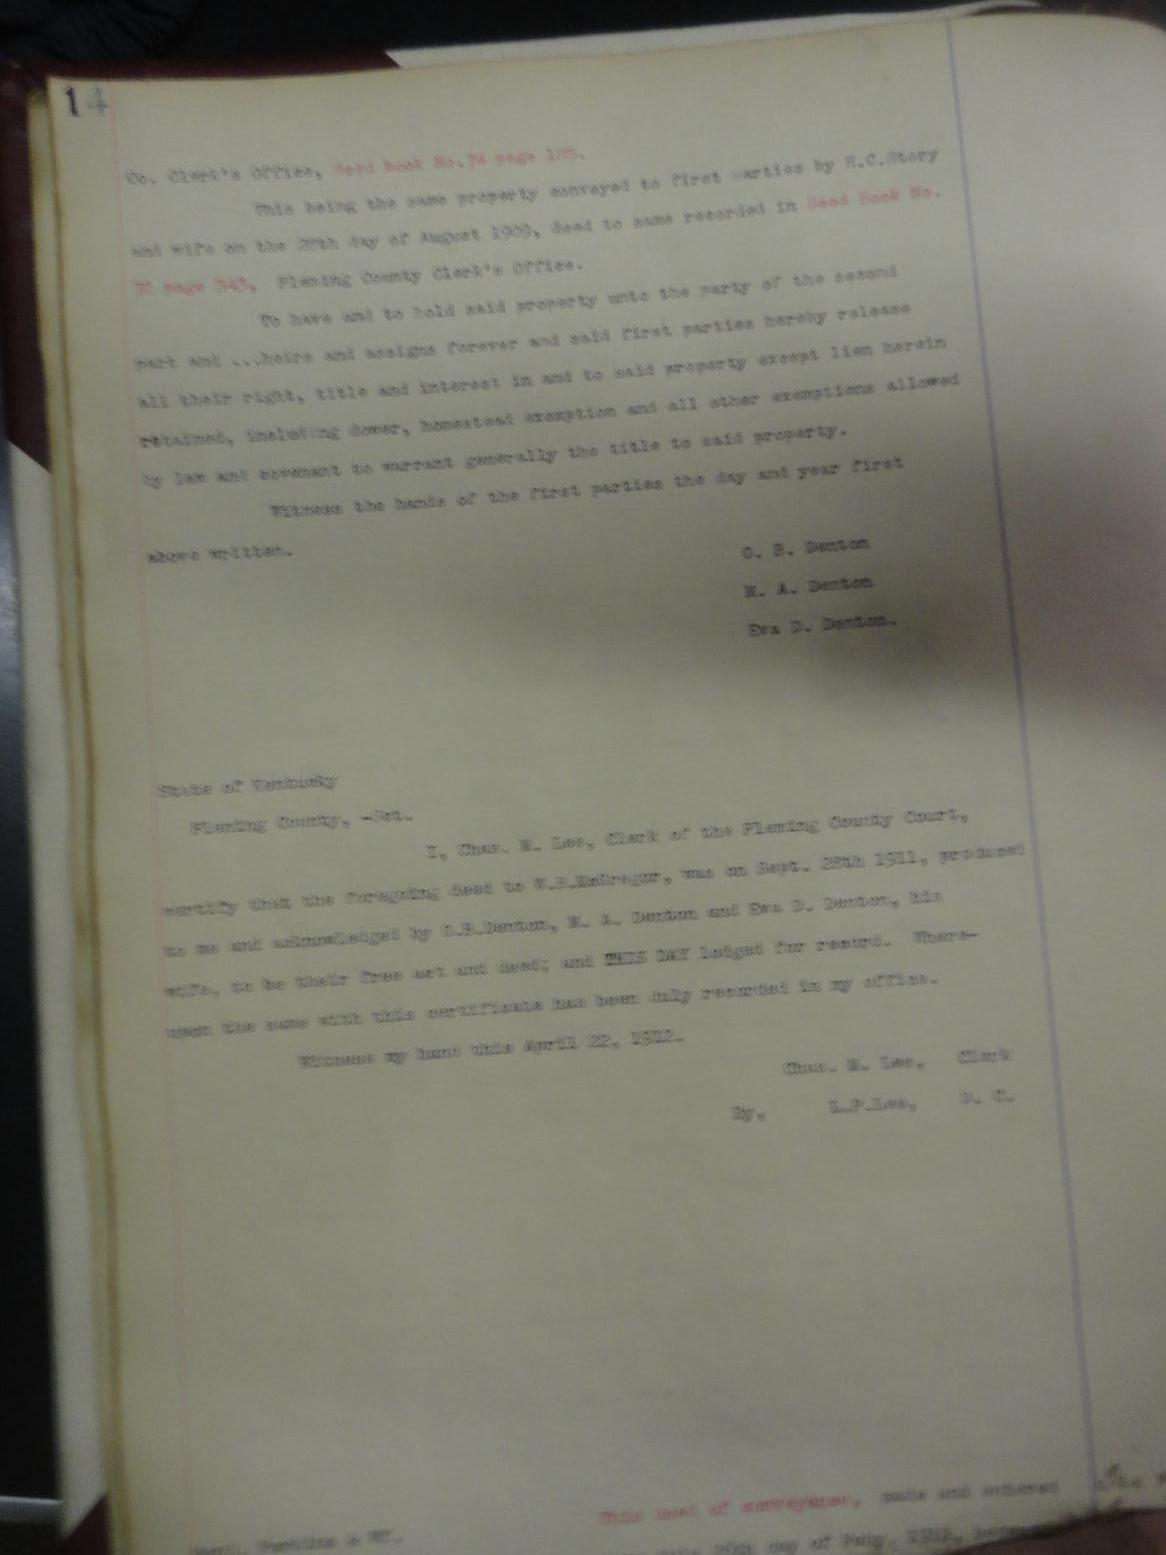 14
Co. Clerk's Office, deed book No.74 page
This being the same property conveyed to first parties by H.C.Story
and wife on the 28th day of August 1909, deed to same recorded in Deed Book No.
72 page 343, Fleming County Clerk's Office.
To have and to hold said property unto the party of the second
part and ...heirs and assigns forever and said first parties hereby release
all their right, title and interest in and to said property except lien herein
retained, including dower, homestead exemption and all other exemptions allowed
by law and covenant to warrant generally the title to said property.
Witness the hands of the first parties the day and year first
above written.
O. B. Denton
M. A. Denton
Eva D. Denton.
State of Kentucky
Fleming County, -Sct.
I, Chas. M. Lee, Clerk of the Fleming County Court,
certify that the foregoing deed to W.B.McGregor, was on Sept. 28th 1911, produced
to me and acknowledged by O.B.Denton, M. A. Denton and Eva D. Denton, his
wife, to be their free act and deed; and THIS DAY lodged for record. Where-
upon the same with this certificate has been duly recorded in my office.
Witness my hand this April 22, 1912.
Chas. M. Lee, Clerk
By, L.P.Lee, D. C.
This deed of conveyance, made and entered
day of